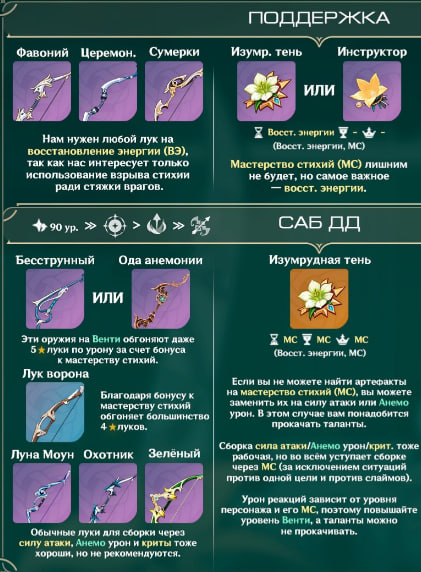 ПОДДЕРЖКА
Фавоний Церемон. Сумерки
Нам нужен любой лук на
восстановление энергии (ВЭ),
так как нас интересует только
использование взрыва стихии
ради стяжки врагов.
Изумр. тень ИЛИ Инструктор
Восст. энергии - -
(Восст. энергии, МС)
Мастерство стихий (МС) лишним
не будет, но самое важное
— восст. энергии.
90 ур. >> > >>
САБ ДД
Бесструнный ИЛИ Ода анемонии
Эти оружия на Венти обгоняют даже
5★луки по урону за счет бонуса
к мастерству стихий.
Лук ворона
Благодаря бонусу к
мастерству стихий
обгоняет большинство
4★луков.
Луна Моун Охотник Зелёный
Обычные луки для сборки через
силу атаки, Анемо урон и криты тоже
хороши, но не рекомендуются.
Изумрудная тень
МС МС МС
(Восст. энергии, МС)
Если вы не можете найти артефакты
на мастерство стихий (МС), вы можете
заменить их на силу атаки или Анемо
урон. В этом случае вам понадобится
прокачать таланты.
Сборка сила атаки/Анемо урон/крит. тоже
рабочая, но во всём уступает сборке
через МС (за исключением ситуаций
против одной цели и против слаймов).
Урон реакций зависит от уровня
персонажа и его МС, поэтому повышайте
уровень Венти, а таланты можно
не прокачивать.